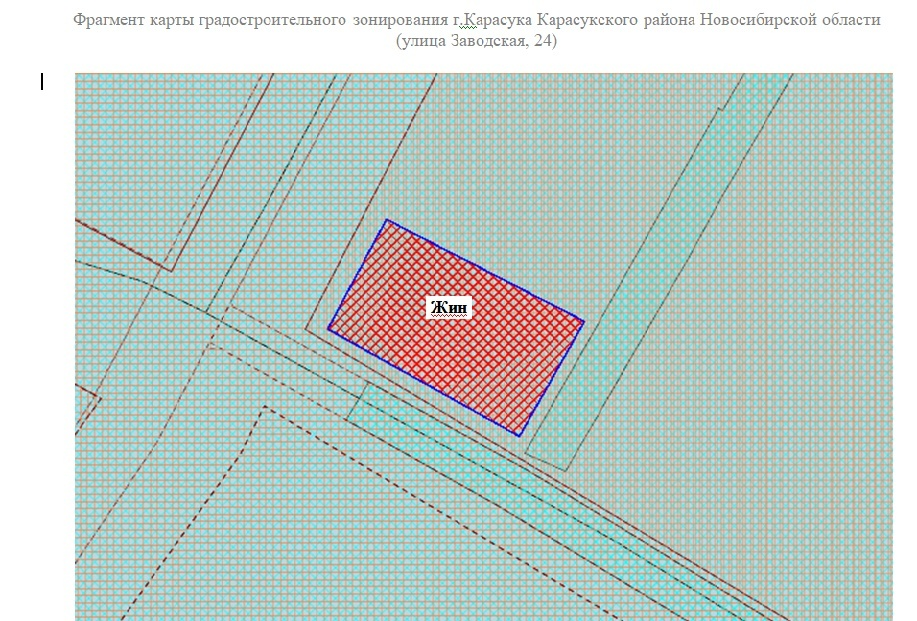 Фрагмент карты градостроительного зонирования г.Карасука Карасукского района Новосибирской области
(улица Заводская, 24)
Жин